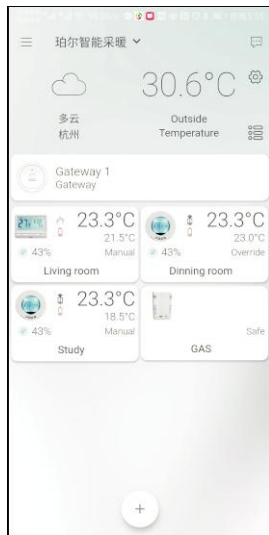 珀尔智能采暖
30.6°C
多云
杭州
Outside
Temperature
Gateway 1
Gateway
23.3°C
21.5°C
43%
Manual
Living room
23.3°C
23.0°C
43%
Override
Dinning room
23.3°C
18.5°C
43%
Manual
Study
Safe
GAS
+